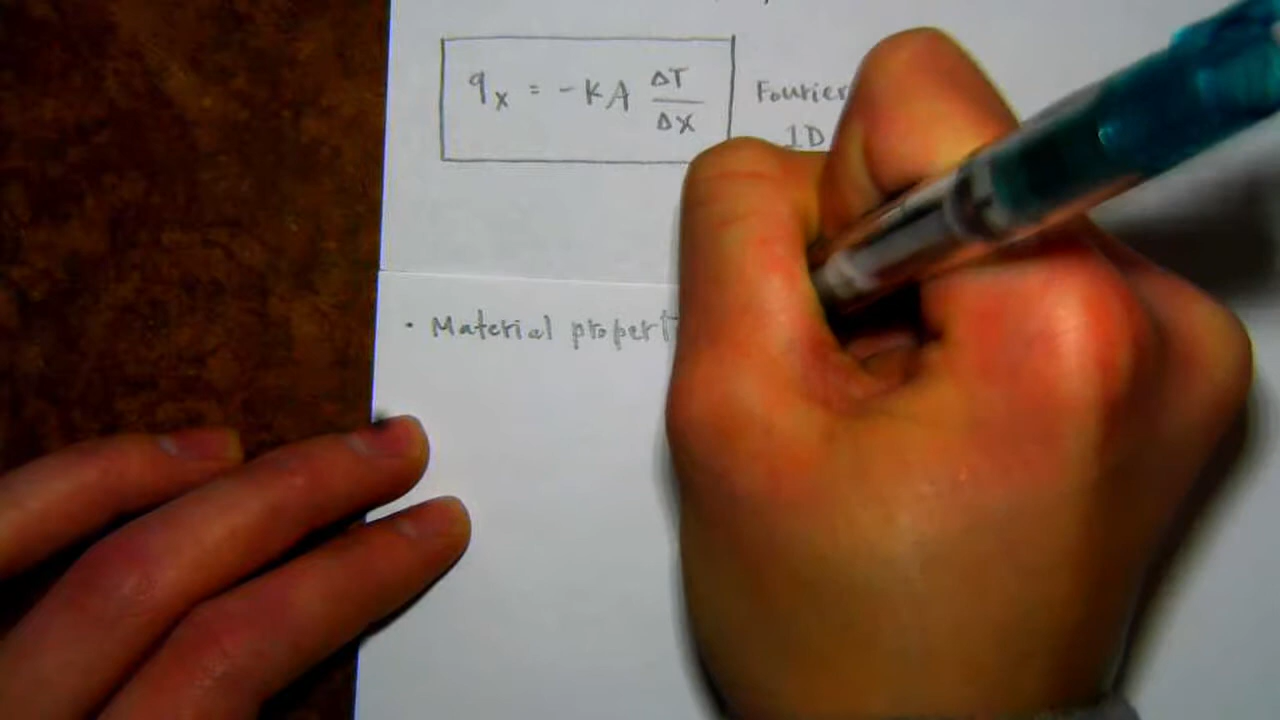 qx = -KA ΔT/ΔX
Fourier
1D
• Material propert